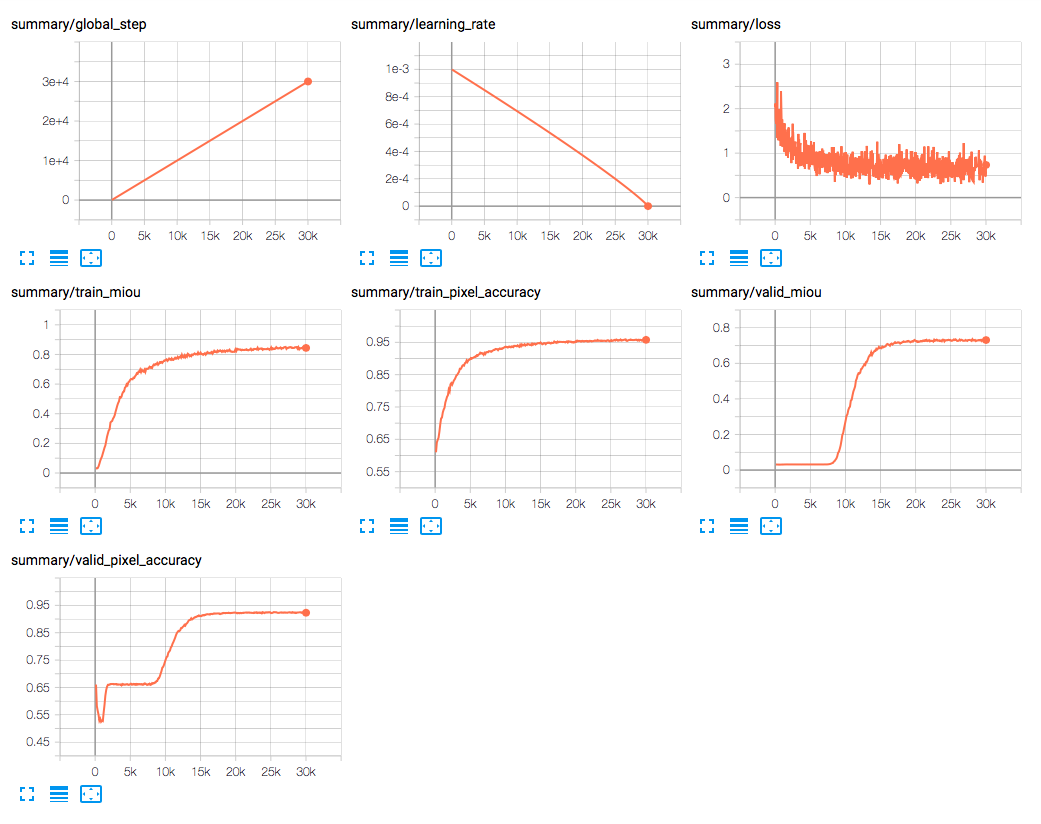 summary/global_step
3e+4
2e+4
1e+4
0
0 5k 10k 15k 20k 25k 30k
summary/learning_rate
1e-3
8e-4
6e-4
4e-4
2e-4
0
0 5k 10k 15k 20k 25k 30k
summary/loss
3
2
1
0
0 5k 10k 15k 20k 25k 30k
summary/train_miou
1
0.8
0.6
0.4
0.2
0
0 5k 10k 15k 20k 25k 30k
summary/train_pixel_accuracy
0.95
0.85
0.75
0.65
0.55
0 5k 10k 15k 20k 25k 30k
summary/valid_miou
0.8
0.6
0.4
0.2
0
0 5k 10k 15k 20k 25k 30k
summary/valid_pixel_accuracy
0.95
0.85
0.75
0.65
0.55
0.45
0 5k 10k 15k 20k 25k 30k